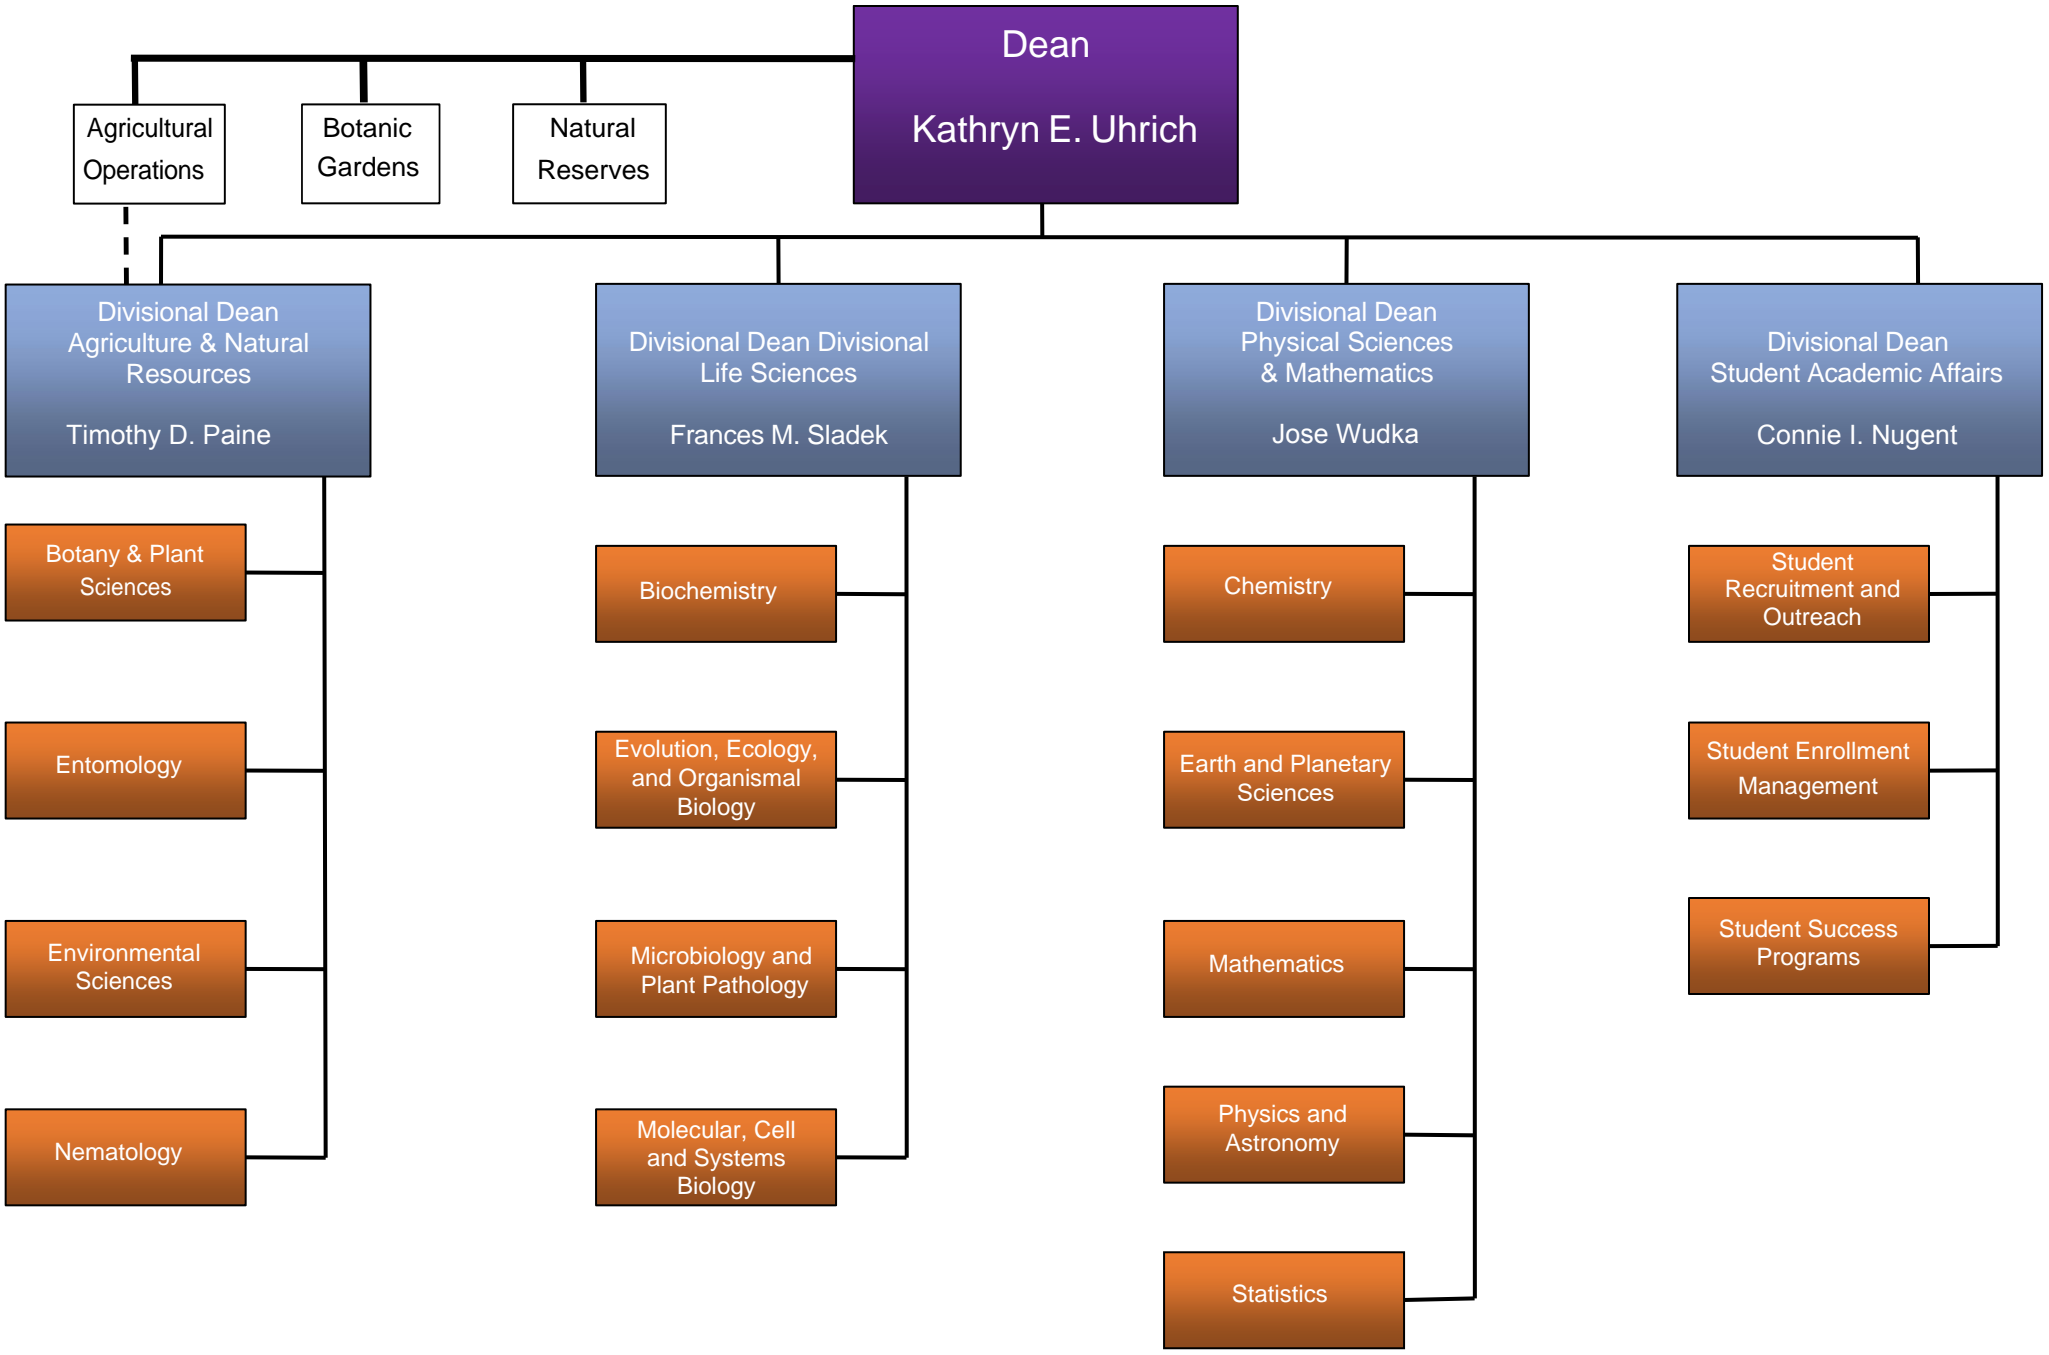 Dean
Kathryn E. Uhrich
Agricultural
Operations
Botanic
Gardens
Natural
Reserves
Divisional Dean
Agriculture & Natural
Resources
Timothy D. Paine
Divisional Dean Divisional
Life Sciences
Frances M. Sladek
Divisional Dean
Physical Sciences
& Mathematics
Jose Wudka
Divisional Dean
Student Academic Affairs
Connie I. Nugent
Botany & Plant
Sciences
Entomology
Environmental
Sciences
Nematology
Biochemistry
Evolution, Ecology,
and Organismal
Biology
Microbiology and
Plant Pathology
Molecular, Cell
and Systems
Biology
Chemistry
Earth and Planetary
Sciences
Mathematics
Physics and
Astronomy
Statistics
Student
Recruitment and
Outreach
Student Enrollment
Management
Student Success
Programs